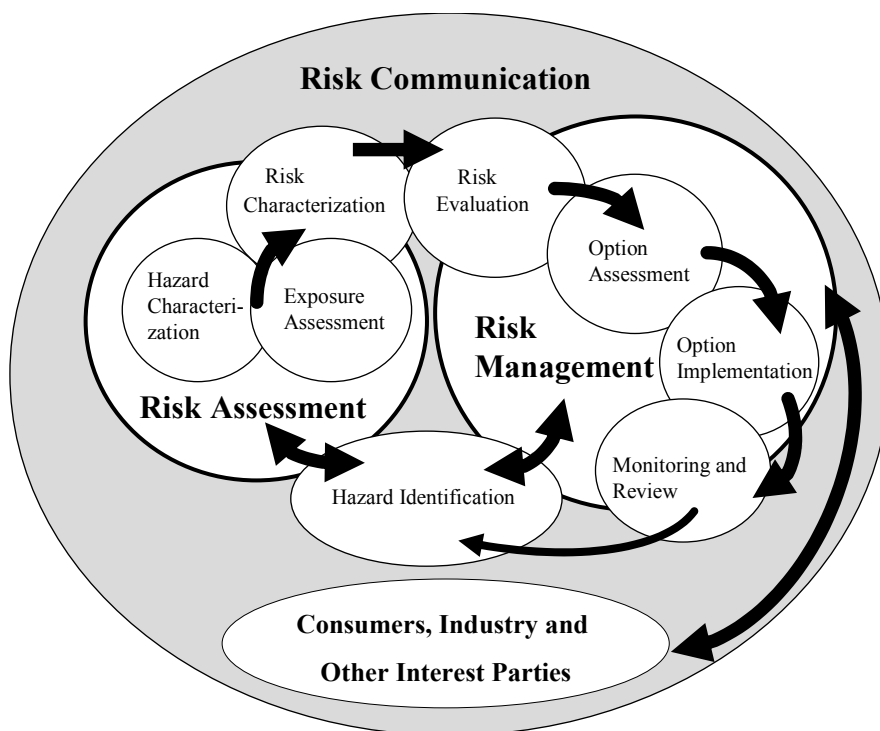 Risk Communication
Risk
Characterization
Risk
Evaluation
Option
Assessment
Hazard
Characteri-
zation
Exposure
Assessment
Risk
Management
Option
Implementation
Risk Assessment
Monitoring and
Review
Hazard Identification
Consumers, Industry and
Other Interest Parties